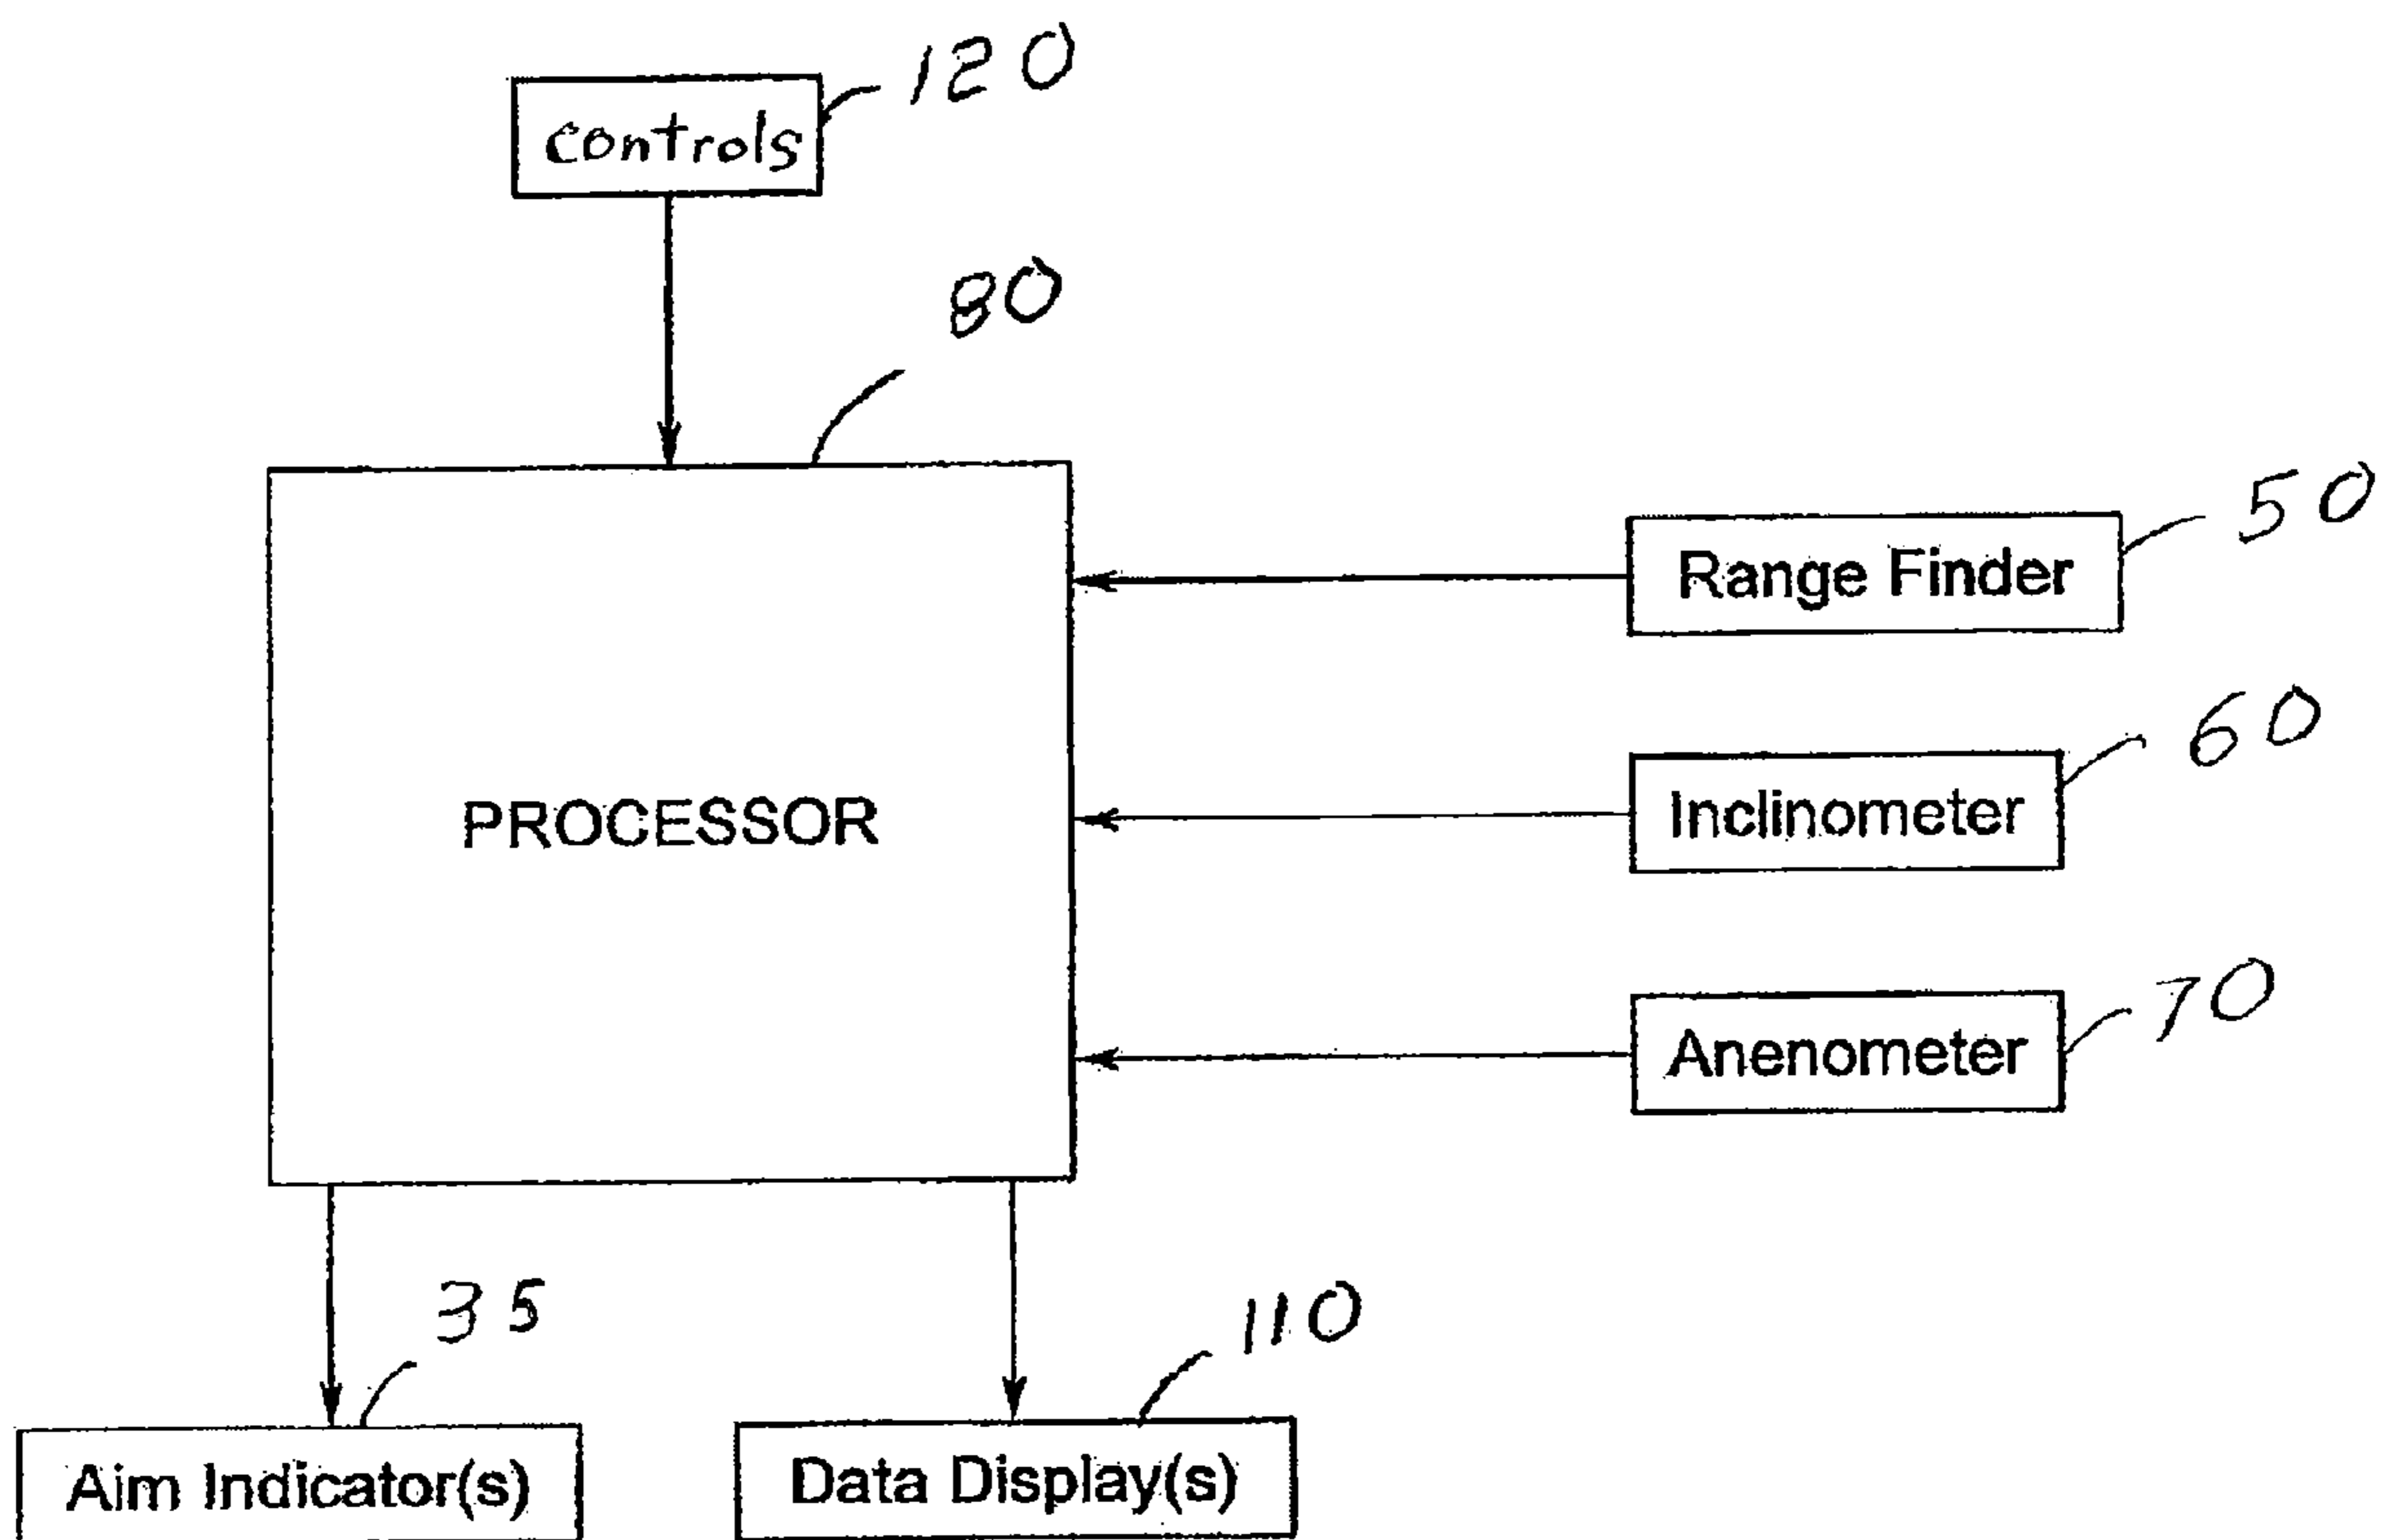 120
controls
80
50
Range Finder
60
PROCESSOR
Inclinometer
70
Anenometer
35
110
Aim Indicator(s)
Data Display(s)